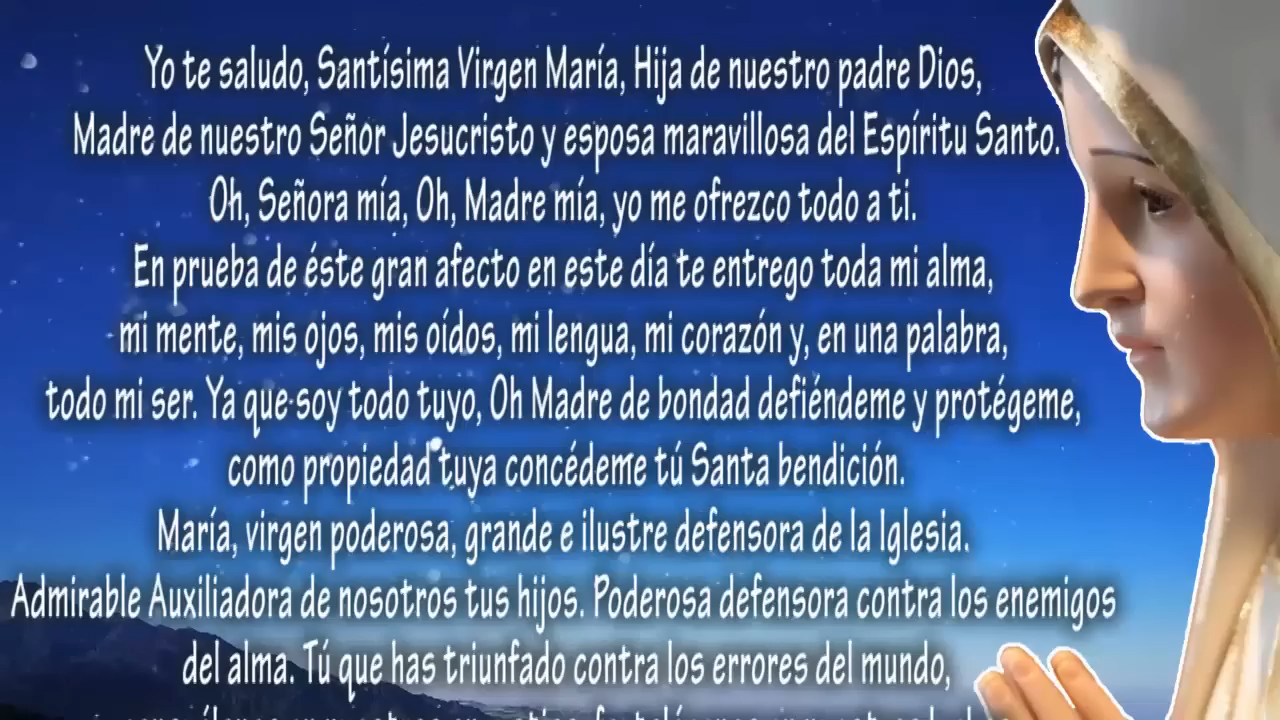 Yo te saludo, Santísima Virgen María, Hija de nuestro padre Dios,
Madre de nuestro Señor Jesucristo y esposa maravillosa del Espíritu Santo.
Oh, Señora mía, Oh, Madre mía, yo me ofrezco todo a ti.
En prueba de éste gran afecto en este día te entrego toda mi alma,
mi mente, mis ojos, mis oídos, mi lengua, mi corazón y, en una palabra,
todo mi ser. Ya que soy todo tuyo, Oh Madre de bondad defiéndeme y protégeme,
como propiedad tuya concédeme tú Santa bendición.
María, virgen poderosa, grande e ilustre defensora de la Iglesia.
Admirable Auxiliadora de nosotros tus hijos. Poderosa defensora contra los enemigos
del alma. Tú que has triunfado contra los errores del mundo,